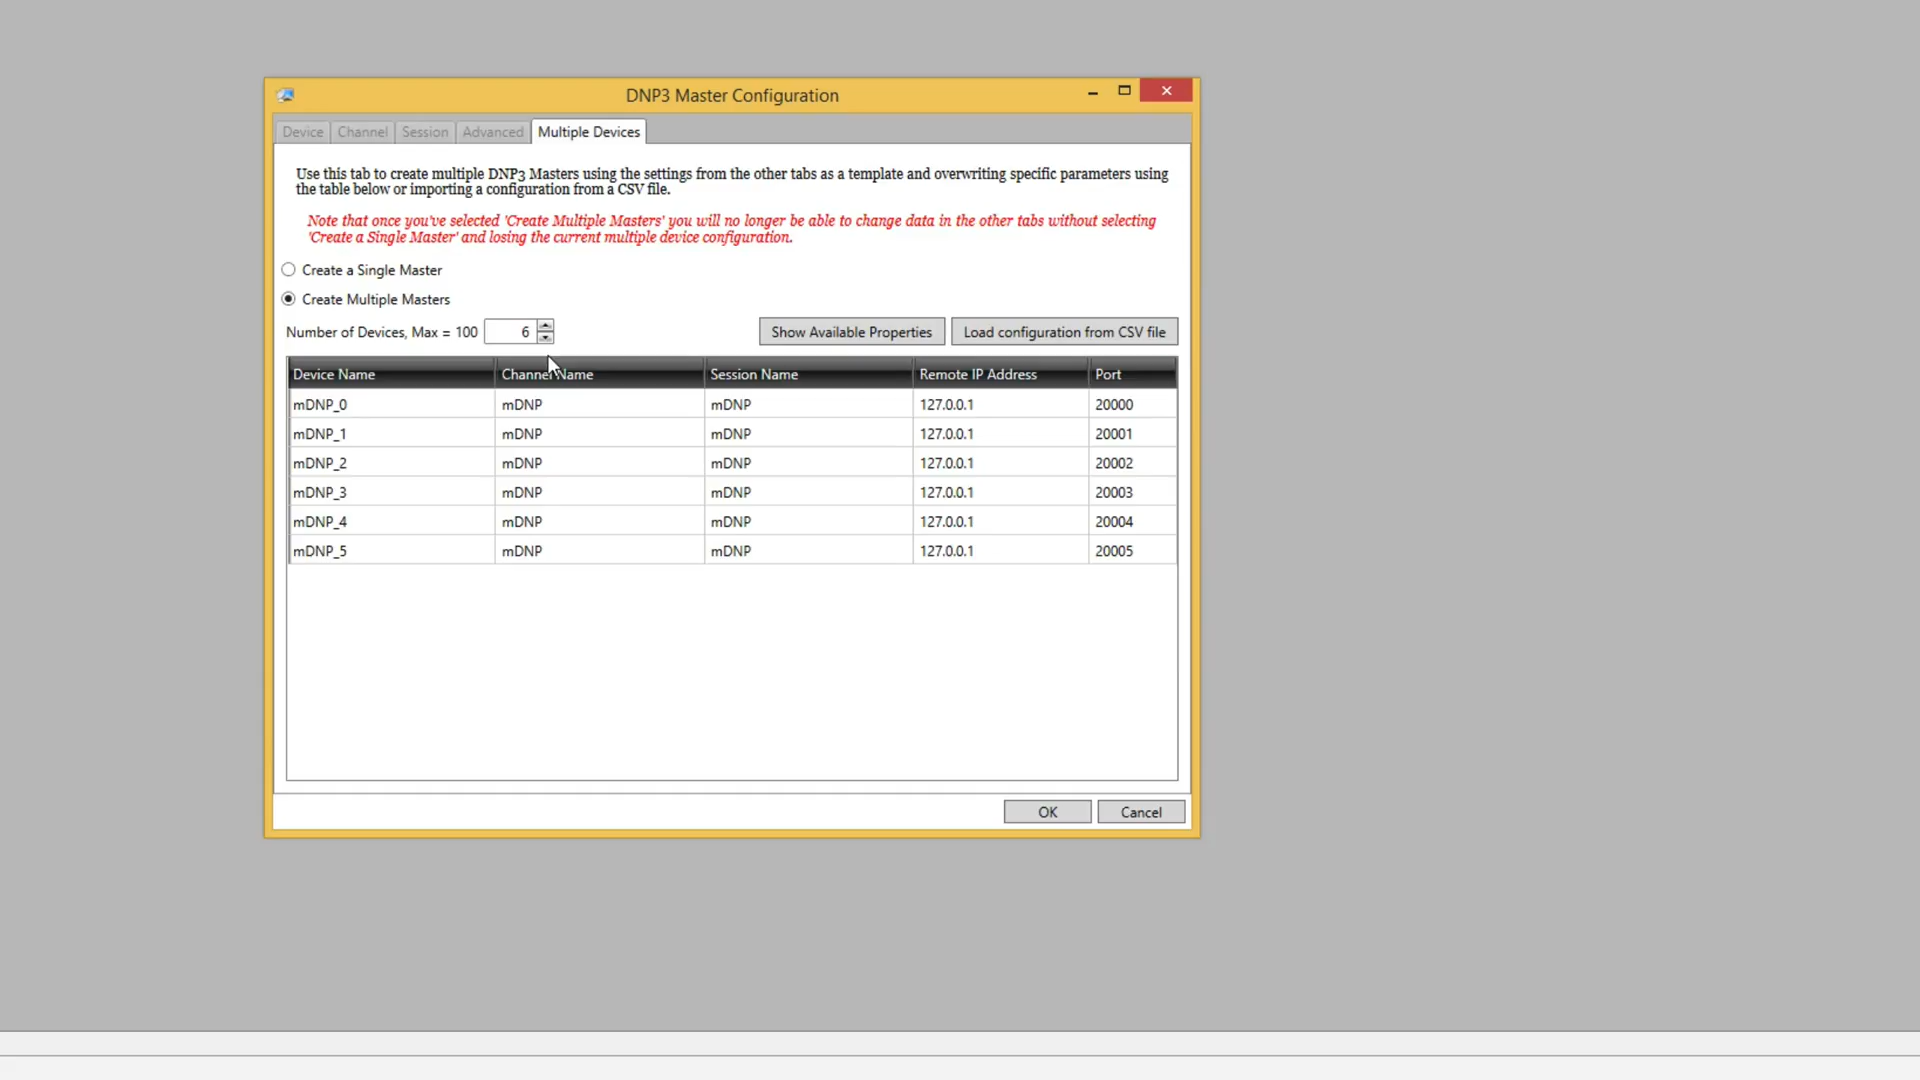 DNP3 Master Configuration
Device Channel Session Advanced Multiple Devices
Use this tab to create multiple DNP3 Masters using the settings from the other tabs as a template and overwriting specific parameters using
the table below or importing a configuration from a CSV file.
Note that once you've selected 'Create Multiple Masters' you will no longer be able to change data in the other tabs without selecting
'Create a Single Master' and losing the current multiple device configuration.
Create a Single Master
Create Multiple Masters
Number of Devices, Max = 100 6 Show Available Properties Load configuration from CSV file
Device Name Channel Name Session Name Remote IP Address Port
mDNP_0 mDNP mDNP 127.0.0.1 20000
mDNP_1 mDNP mDNP 127.0.0.1 20001
mDNP_2 mDNP mDNP 127.0.0.1 20002
mDNP_3 mDNP mDNP 127.0.0.1 20003
mDNP_4 mDNP mDNP 127.0.0.1 20004
mDNP_5 mDNP mDNP 127.0.0.1 20005
OK Cancel